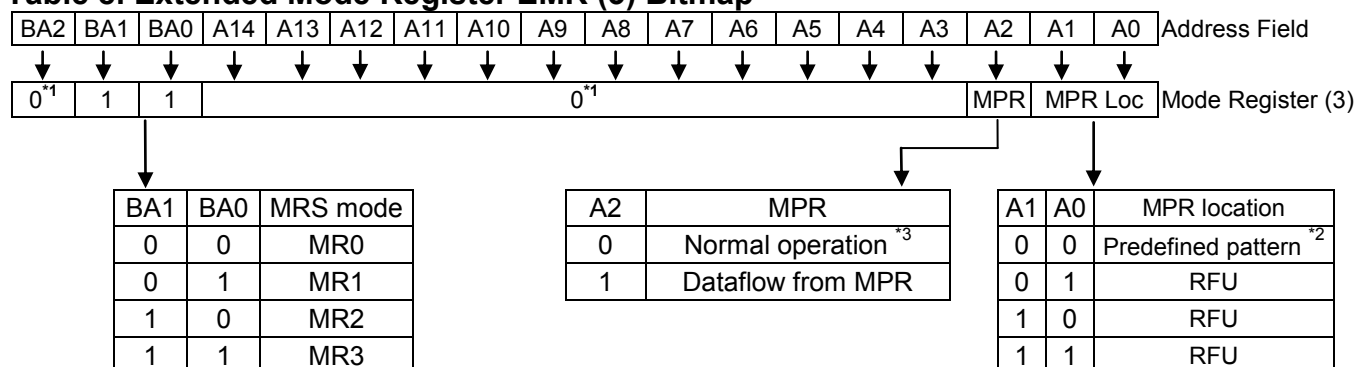 Table 8. Extended Mode Register EMR (3) Bitmap
BA2 BA1 BA0 A14 A13 A12 A11 A10 A9 A8 A7 A6 A5 A4 A3 A2 A1 A0 Address Field
0*1 1 1 0*1 MPR MPR Loc Mode Register (3)
BA1 BA0 MRS mode
0 0 MR0
0 1 MR1
1 0 MR2
1 1 MR3
A2 MPR
0 Normal operation *3
1 Dataflow from MPR
A1 A0 MPR location
0 0 Predefined pattern *2
0 1 RFU
1 0 RFU
1 1 RFU